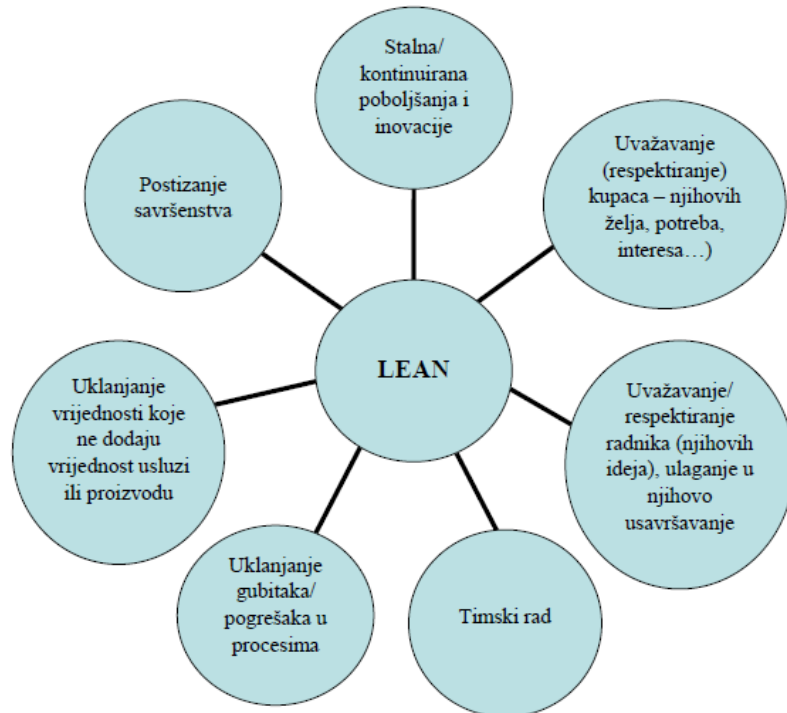 Stalna/
kontinuirana
poboljšanja i
inovacije
Uvažavanje
(respektiranje)
kupaca – njihovih
želja, potreba,
interesa…)
Postizanje
savršenstva
LEAN
Uklanjanje
vrijednosti koje
ne dodaju
vrijednost usluzi
ili proizvodu
Uvažavanje/
respektiranje
radnika (njihovih
ideja), ulaganje u
njihovo
usavršavanje
Uklanjanje
gubitaka/
pogrešaka u
procesima
Timski rad